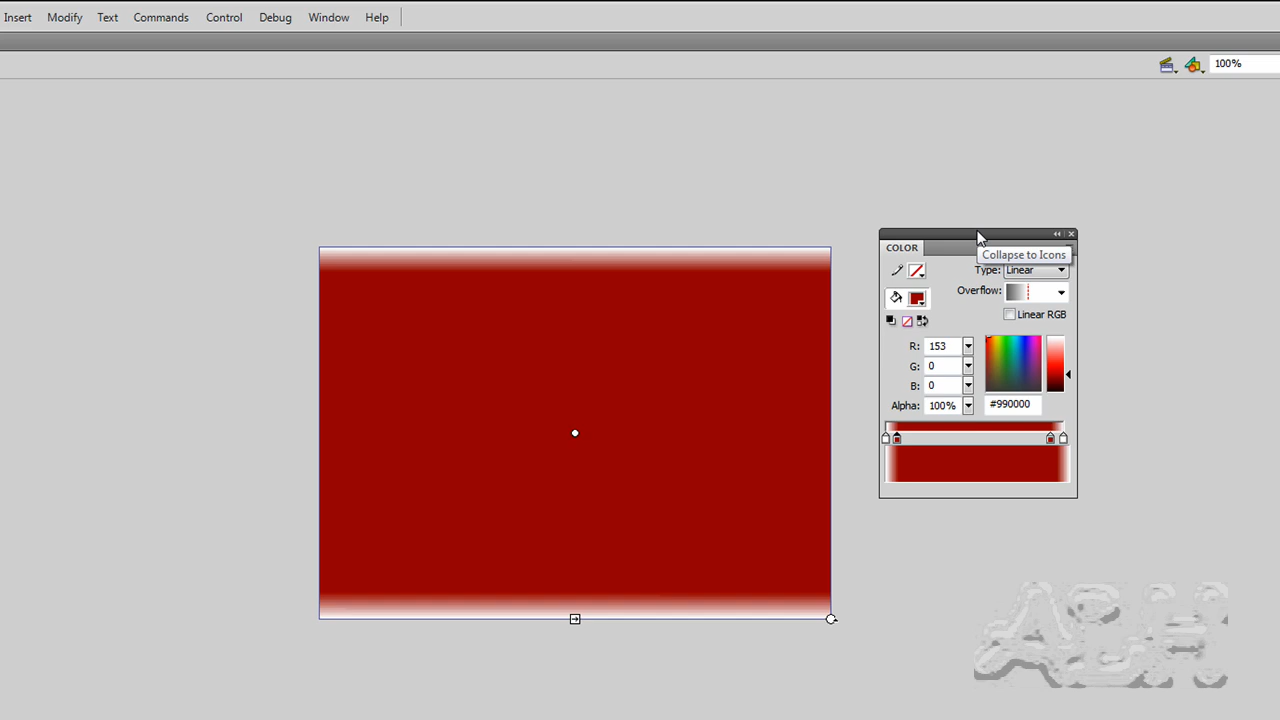 Insert Modify Text Commands Control Debug Window Help
100%
COLOR
Collapse to Icons
Type: Linear
Overflow:
Linear RGB
R: 153
G: 0
B: 0
Alpha: 100% #990000